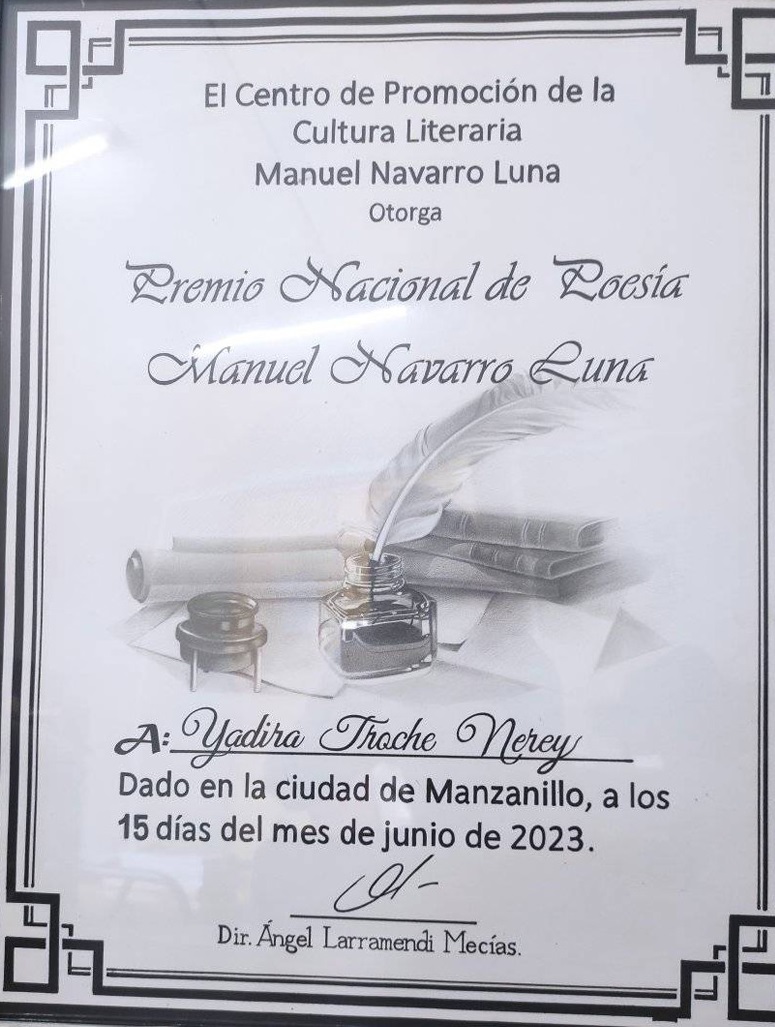 El Centro de Promoción de la
Cultura Literaria
Manuel Navarro Luna
Otorga
Premio Nacional de Poesía
Manuel Navarro Luna
A: Yadira Troche Nerey
Dado en la ciudad de Manzanillo, a los
15 días del mes de junio de 2023.
Dir. Ángel Larramendi Mecías.